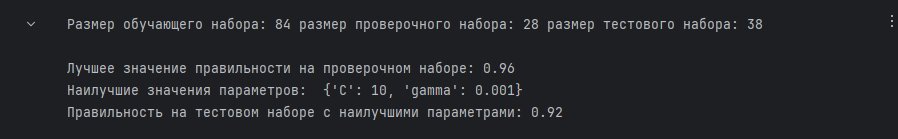 Размер обучающего набора: 84 размер проверочного набора: 28 размер тестового набора: 38
Лучшее значение правильности на проверочном наборе: 0.96
Наилучшие значения параметров:  {'C': 10, 'gamma': 0.001}
Правильность на тестовом наборе с наилучшими параметрами: 0.92